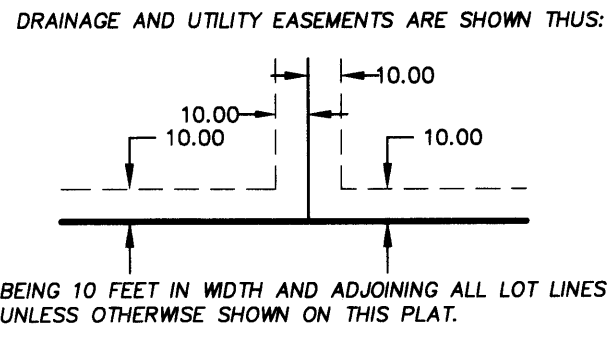 DRAINAGE AND UTILITY EASEMENTS ARE SHOWN THUS:
10.00
10.00
10.00
10.00
BEING 10 FEET IN WIDTH AND ADJOINING ALL LOT LINES
UNLESS OTHERWISE SHOWN ON THIS PLAT.